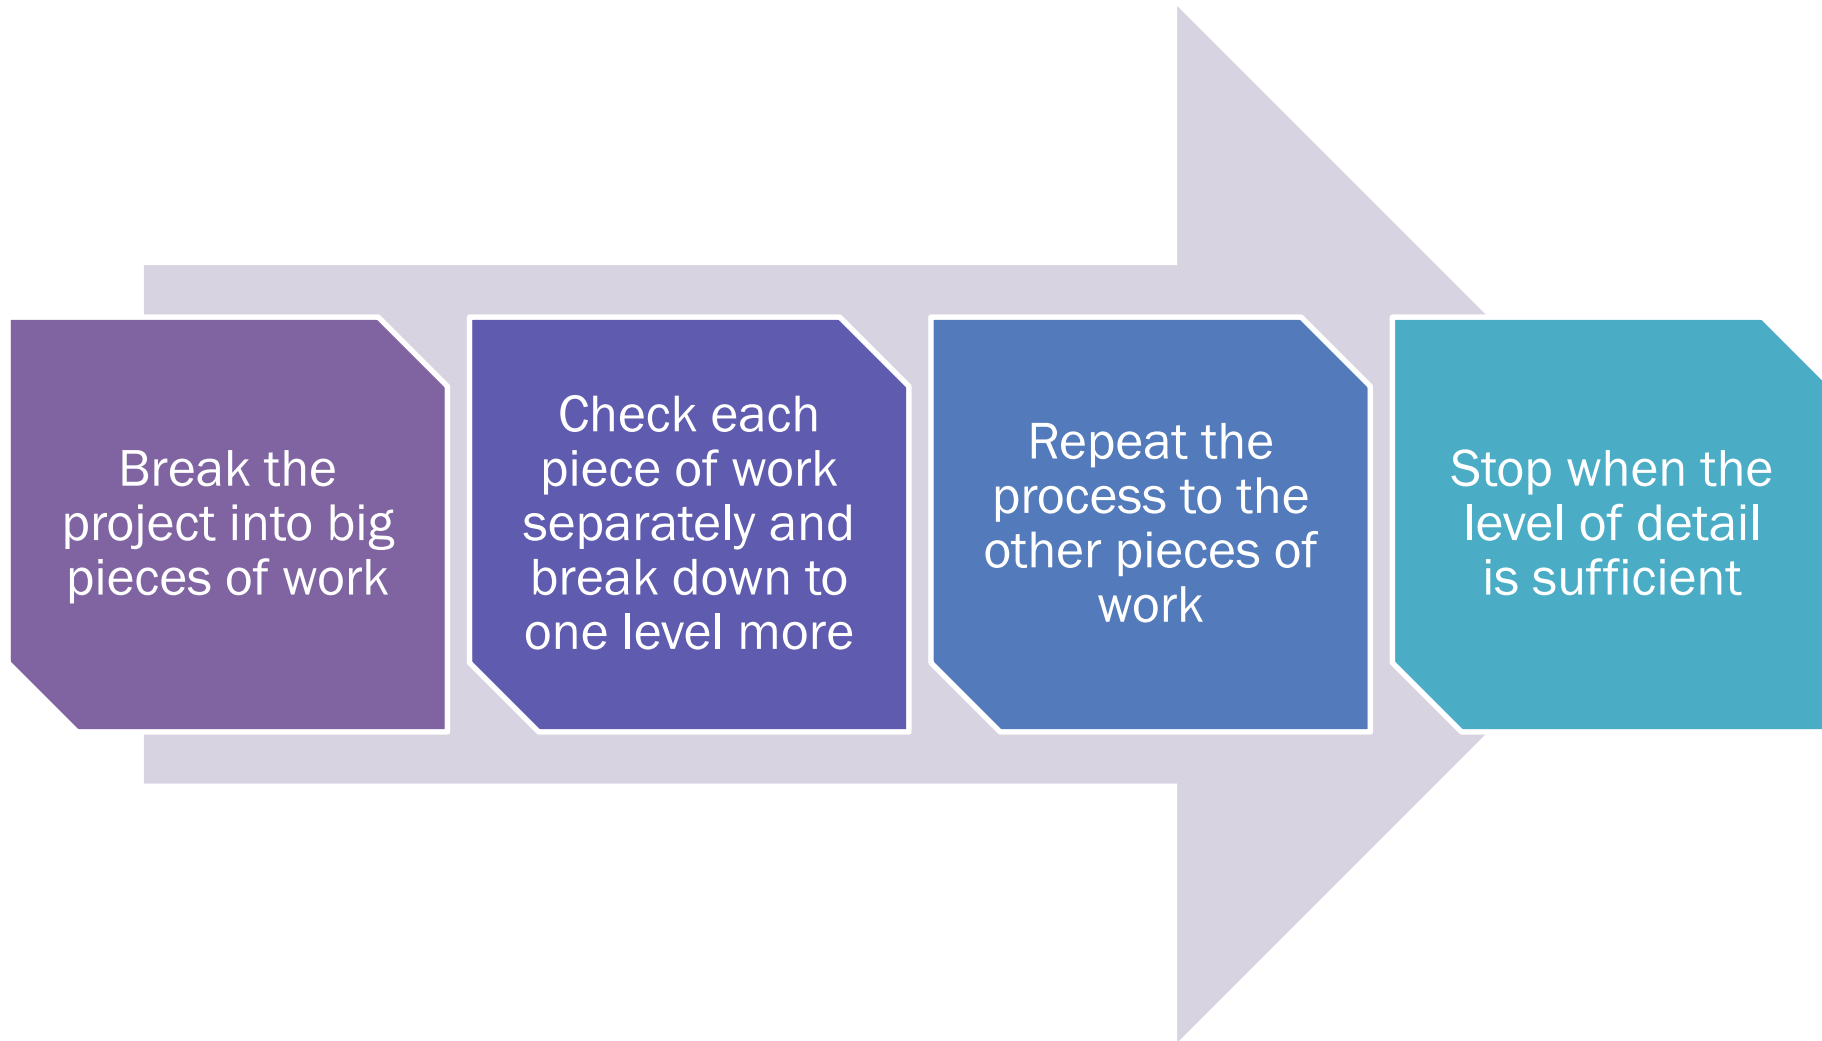 Break the
project into big
pieces of work
Check each
piece of work
separately and
break down to
one level more
Repeat the
process to the
other pieces of
work
Stop when the
level of detail
is sufficient